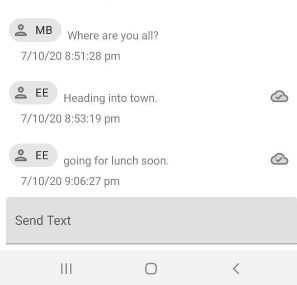 MB Where are you all?
7/10/20 8:51:28 pm
EE Heading into town.
7/10/20 8:53:19 pm
EE going for lunch soon.
7/10/20 9:06:27 pm
Send Text